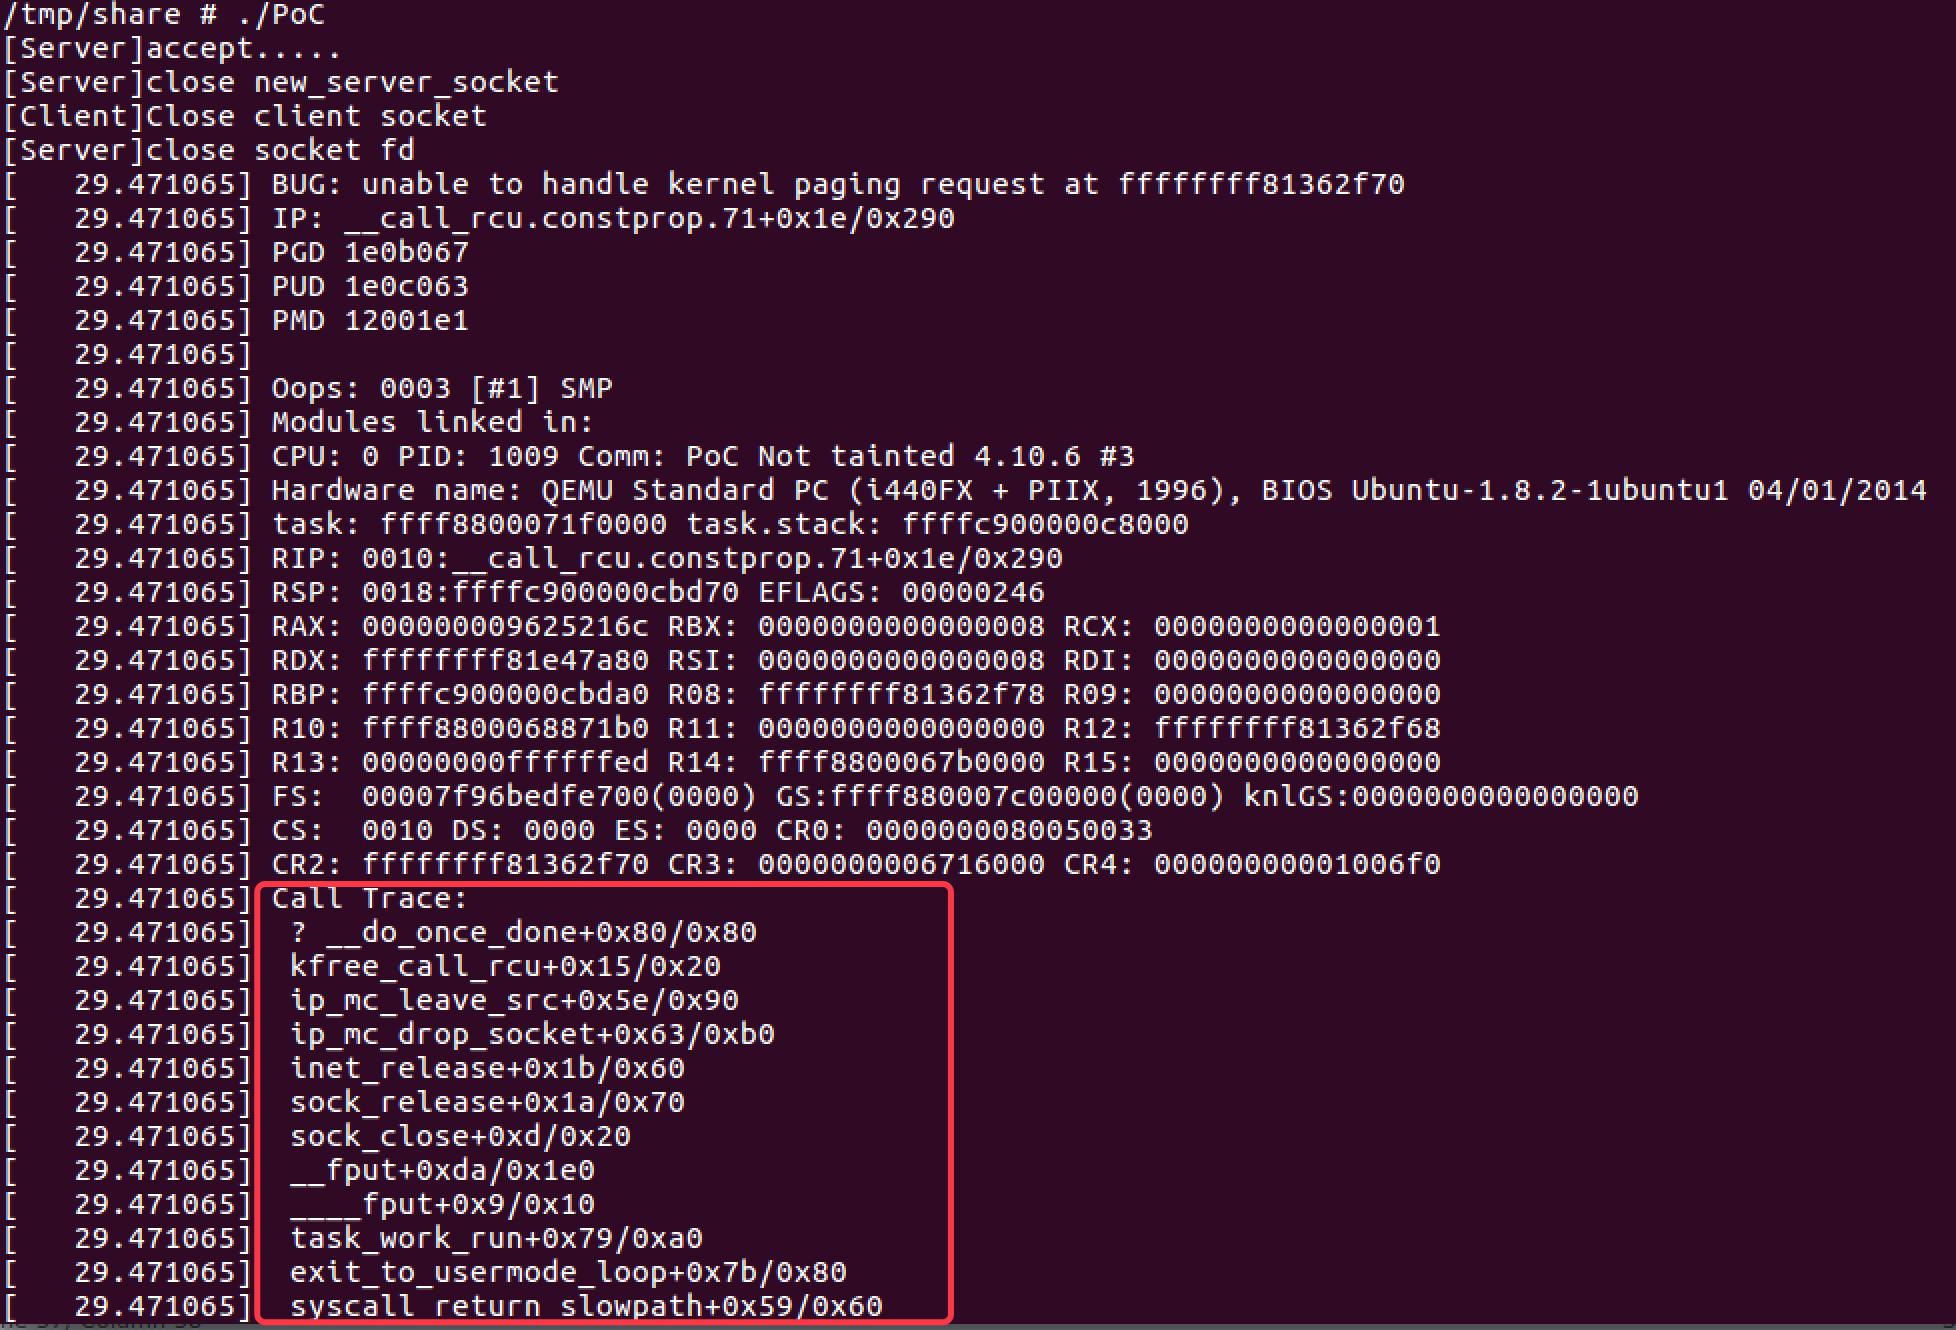 /tmp/share # ./PoC
[Server]accept.....
[Server]close new_server_socket
[Client]Close client socket
[Server]close socket fd
[   29.471065] BUG: unable to handle kernel paging request at ffffffff81362f70
[   29.471065] IP: __call_rcu.constprop.71+0x1e/0x290
[   29.471065] PGD 1e0b067
[   29.471065] PUD 1e0c063
[   29.471065] PMD 12001e1
[   29.471065]
[   29.471065] Oops: 0003 [#1] SMP
[   29.471065] Modules linked in:
[   29.471065] CPU: 0 PID: 1009 Comm: PoC Not tainted 4.10.6 #3
[   29.471065] Hardware name: QEMU Standard PC (i440FX + PIIX, 1996), BIOS Ubuntu-1.8.2-1ubuntu1 04/01/2014
[   29.471065] task: ffff8800071f0000 task.stack: ffffc900000c8000
[   29.471065] RIP: 0010:__call_rcu.constprop.71+0x1e/0x290
[   29.471065] RSP: 0018:ffffc900000cbd70 EFLAGS: 00000246
[   29.471065] RAX: 000000009625216c RBX: 0000000000000008 RCX: 0000000000000001
[   29.471065] RDX: ffffffff81e47a80 RSI: 0000000000000008 RDI: 0000000000000000
[   29.471065] RBP: ffffc900000cbda0 R08: ffffffff81362f78 R09: 0000000000000000
[   29.471065] R10: ffff8800068871b0 R11: 0000000000000000 R12: ffffffff81362f68
[   29.471065] R13: 00000000ffffffed R14: ffff8800067b0000 R15: 0000000000000000
[   29.471065] FS:  00007f96bedfe700(0000) GS:ffff880007c00000(0000) knlGS:0000000000000000
[   29.471065] CS:  0010 DS: 0000 ES: 0000 CR0: 0000000080050033
[   29.471065] CR2: ffffffff81362f70 CR3: 0000000006716000 CR4: 00000000001006f0
[   29.471065] Call Trace:
[   29.471065]  ? __do_once_done+0x80/0x80
[   29.471065]  kfree_call_rcu+0x15/0x20
[   29.471065]  ip_mc_leave_src+0x5e/0x90
[   29.471065]  ip_mc_drop_socket+0x63/0xb0
[   29.471065]  inet_release+0x1b/0x60
[   29.471065]  sock_release+0x1a/0x70
[   29.471065]  sock_close+0xd/0x20
[   29.471065]  __fput+0xda/0x1e0
[   29.471065]  ____fput+0x9/0x10
[   29.471065]  task_work_run+0x79/0xa0
[   29.471065]  exit_to_usermode_loop+0x7b/0x80
[   29.471065]  syscall_return_slowpath+0x59/0x60